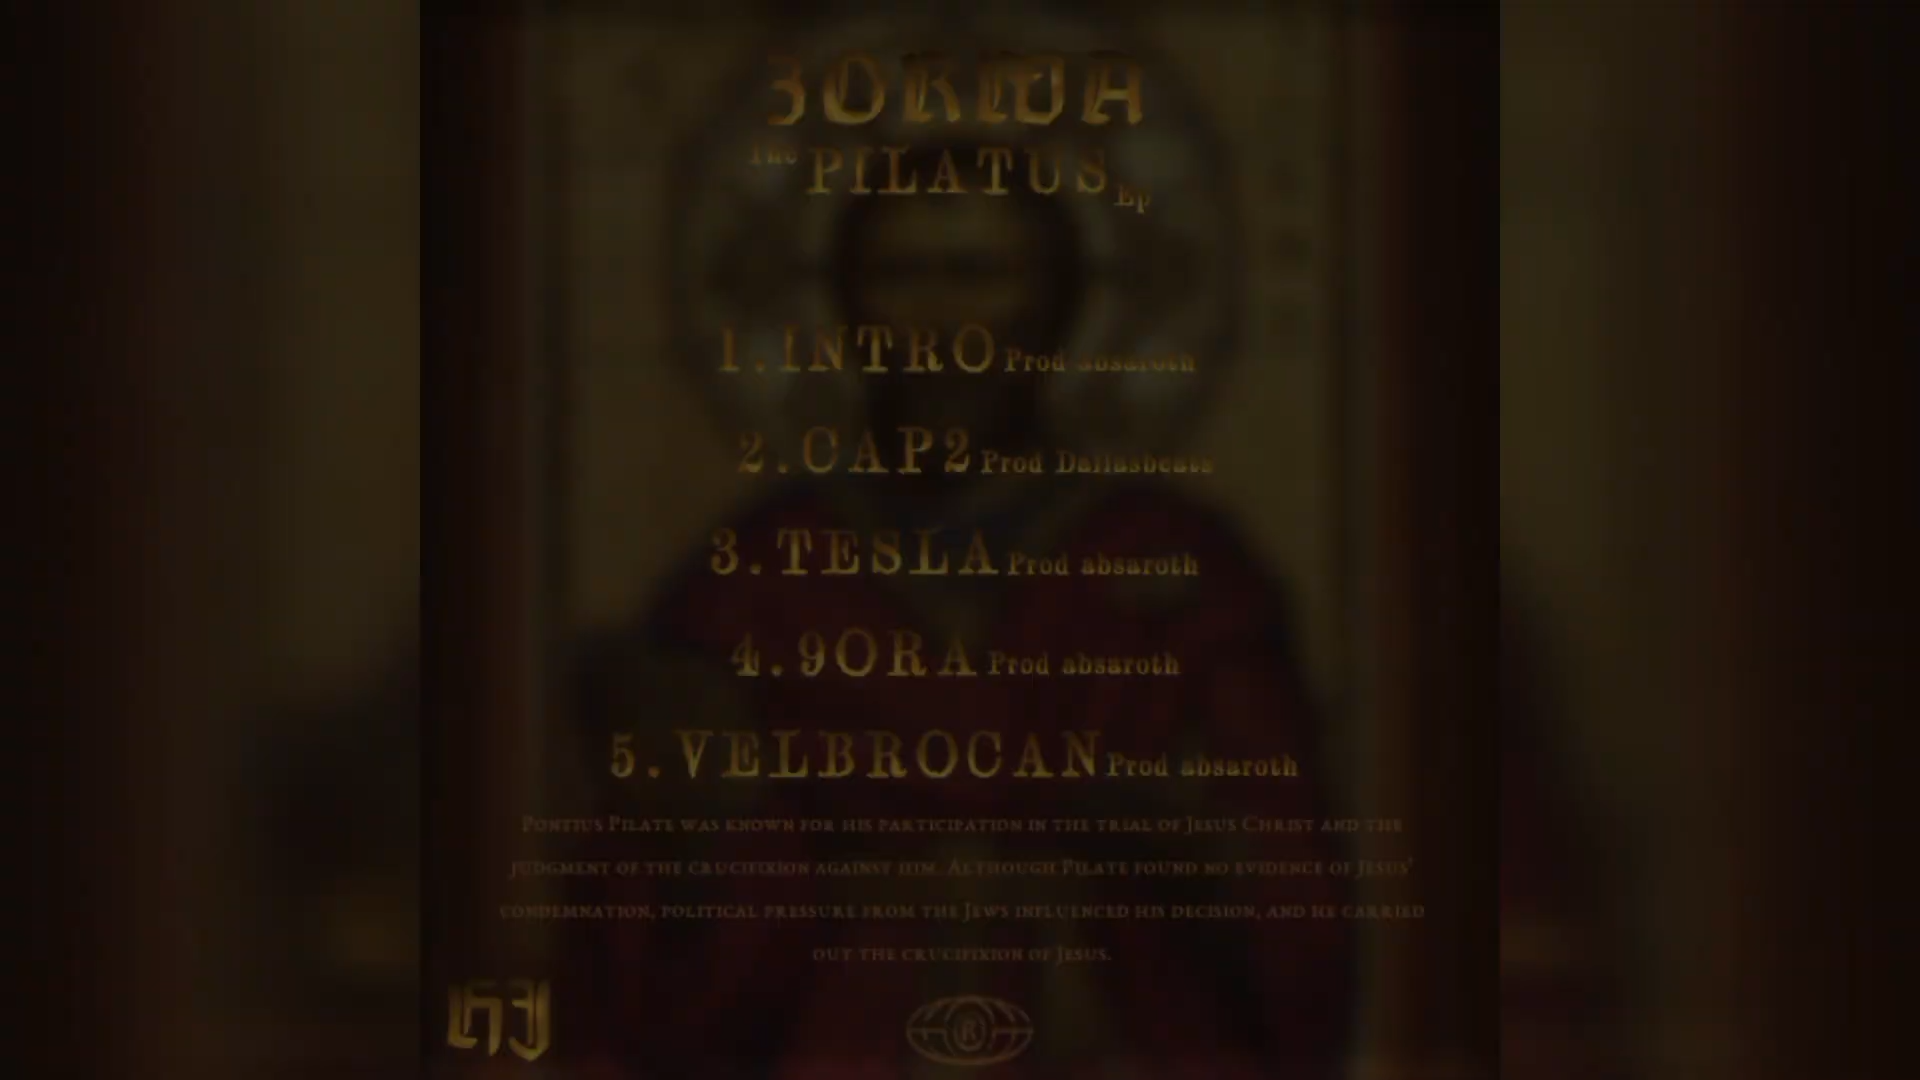 3ORMA
The PILATUS Ep
1.INTRO Prod absaroth
2.CAP2 Prod Dallasbeats
3.TESLA Prod absaroth
4.9ORA Prod absaroth
5.VELBROCAN Prod absaroth
PONTIUS PILATE WAS KNOWN FOR HIS PARTICIPATION IN THE TRIAL OF JESUS CHRIST AND THE
JUDGMENT OF THE CRUCIFIXION AGAINST HIM. ALTHOUGH PILATE FOUND NO EVIDENCE OF JESUS'
CONDEMNATION, POLITICAL PRESSURE FROM THE JEWS INFLUENCED HIS DECISION, AND HE CARRIED
OUT THE CRUCIFIXION OF JESUS.
R